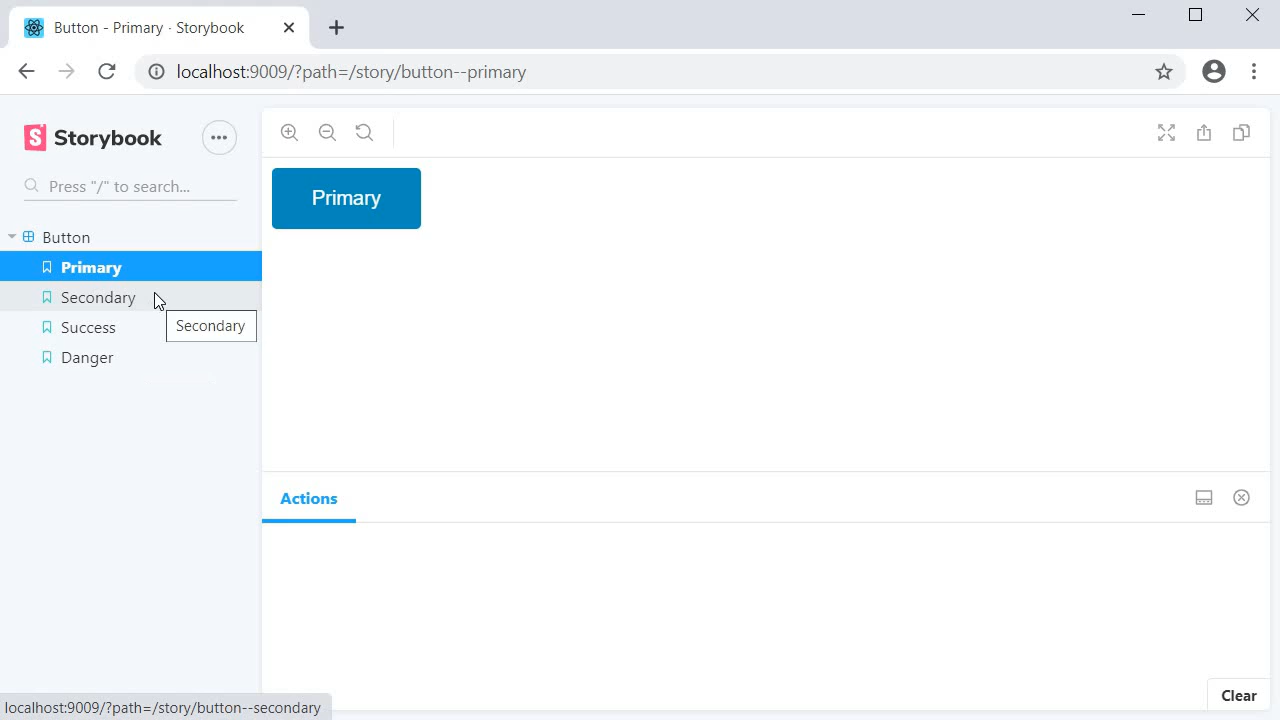 Button - Primary · Storybook
localhost:9009/?path=/story/button--primary
S Storybook
Press "/" to search...
Button
Primary
Secondary
Secondary
Success
Danger
Primary
Actions
Clear
localhost:9009/?path=/story/button--secondary